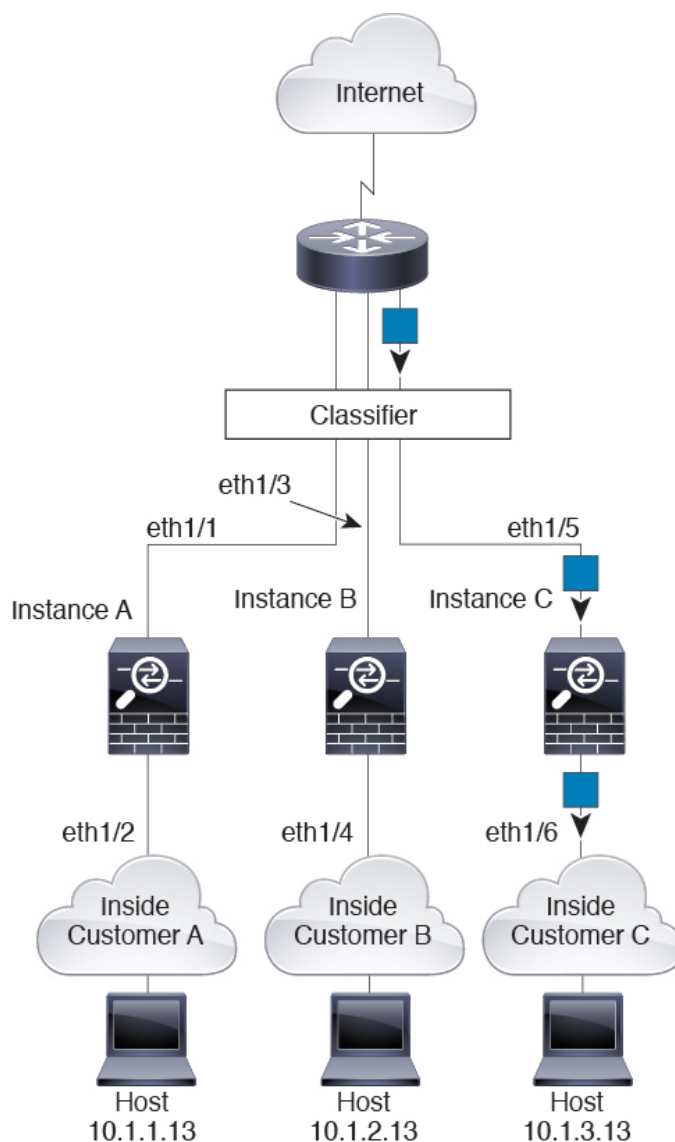 Internet
Classifier
eth1/3
eth1/1
eth1/5
Instance A
Instance B
Instance C
eth1/2
eth1/4
eth1/6
Inside
Customer A
Inside
Customer B
Inside
Customer C
Host
10.1.1.13
Host
10.1.2.13
Host
10.1.3.13